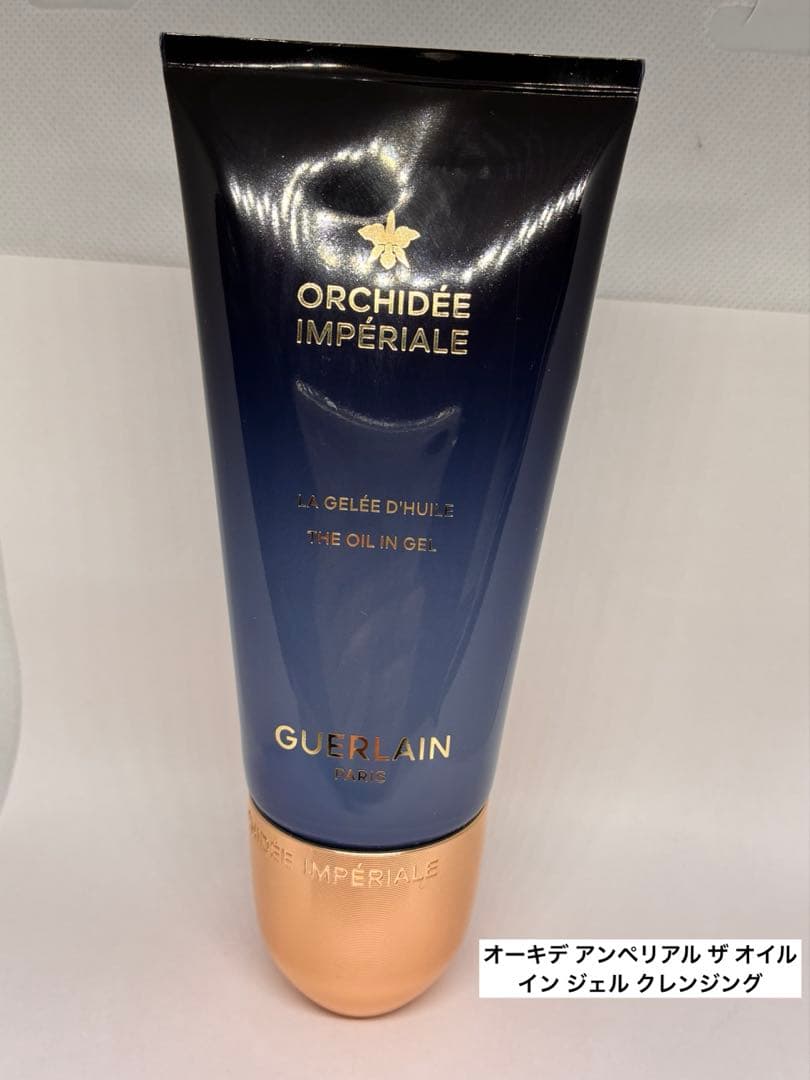 ORCHIDÉE
IMPÉRIALE
LA GELÉE D'HUILE
THE OIL IN GEL
GUERLAIN
PARIS
IMPÉRIALE
オーキデ アンペリアル ザ オイル
イン ジェル クレンジング